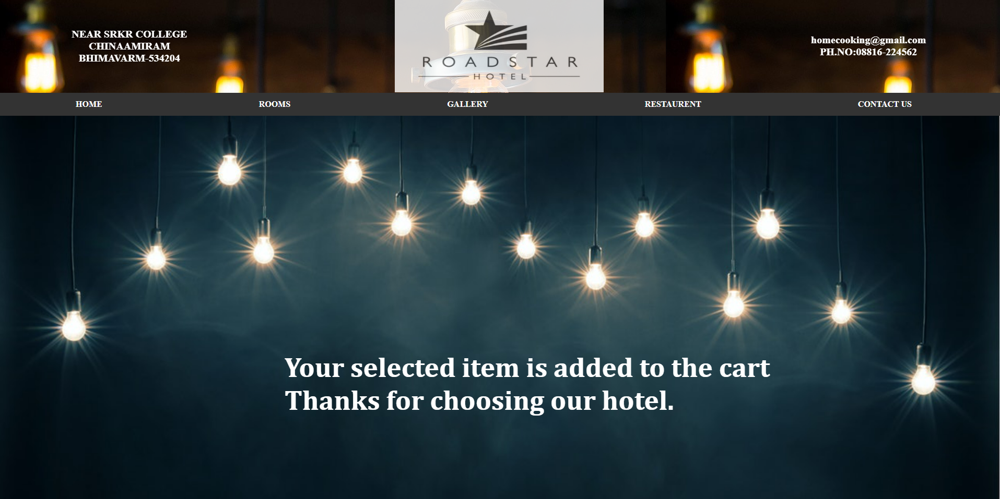 NEAR SRKR COLLEGE
CHINAAMIRAM
BHIMAVARM-534204
ROADSTAR
HOTEL
homecooking@gmail.com
PH.NO:08816-224562
HOME
ROOMS
GALLERY
RESTAURENT
CONTACT US
Your selected item is added to the cart
Thanks for choosing our hotel.